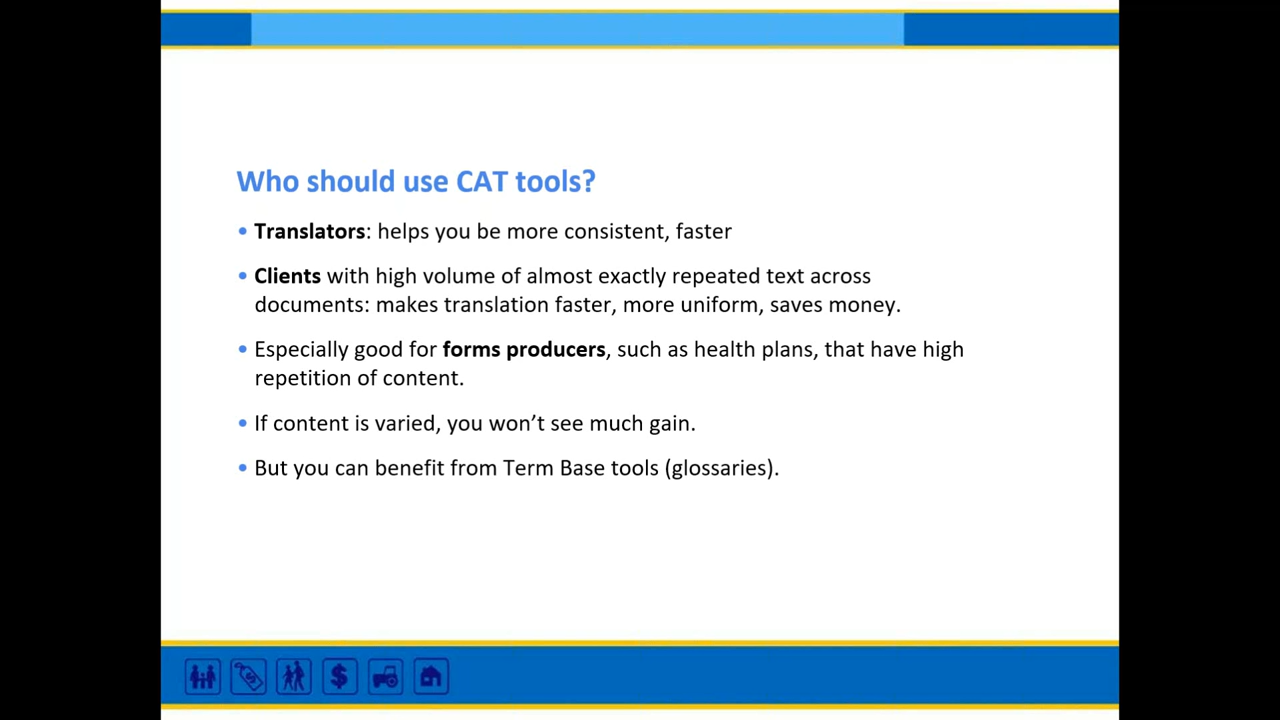 Who should use CAT tools?
• Translators: helps you be more consistent, faster
• Clients with high volume of almost exactly repeated text across
documents: makes translation faster, more uniform, saves money.
• Especially good for forms producers, such as health plans, that have high
repetition of content.
• If content is varied, you won’t see much gain.
• But you can benefit from Term Base tools (glossaries).